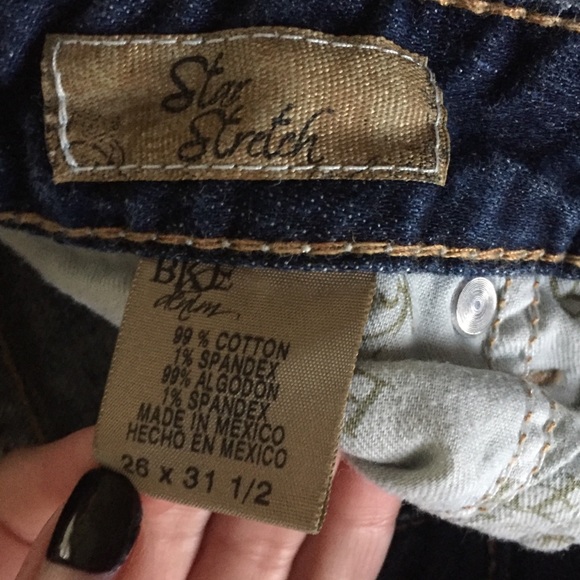 Star
Stretch
BKE
denim
99 % COTTON
1% SPANDEX
99% ALGODON
1% SPANDEX
MADE IN MEXICO
HECHO EN MEXICO
26 x 31 1/2